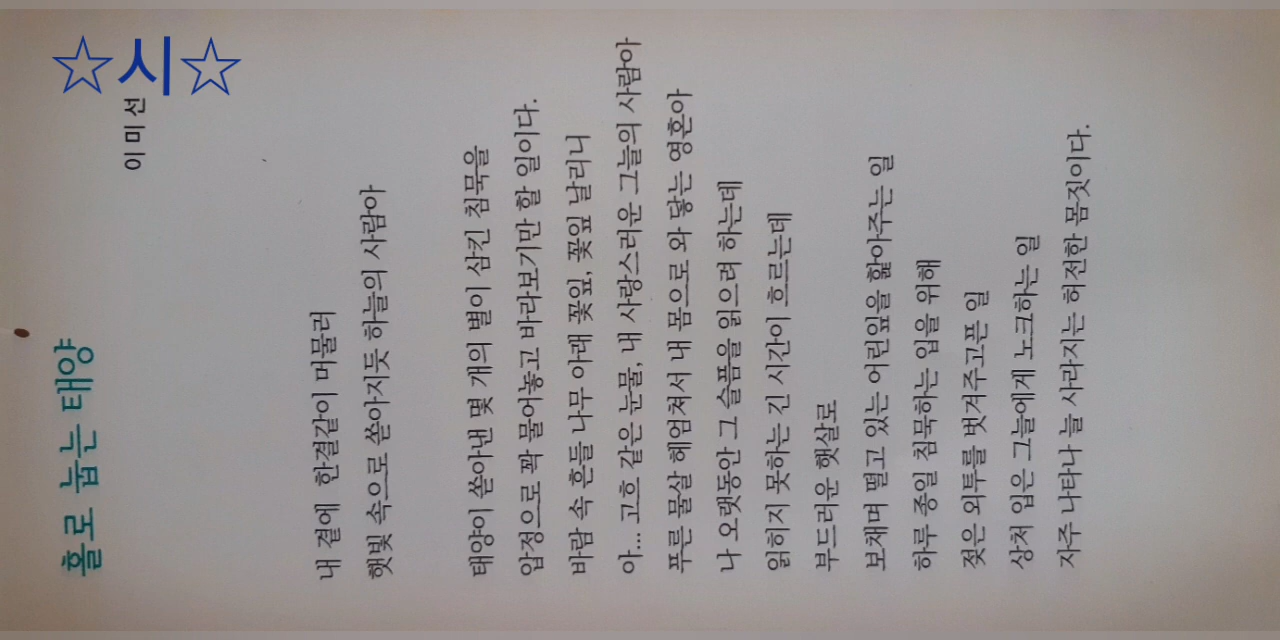 ☆시☆
홀로 눕는 태양
이미선
내 곁에 한결같이 머물러
햇빛 속으로 쏟아지듯 하늘의 사람아
태양이 쏟아낸 몇 개의 별이 삼킨 침묵을
압정으로 꽉 물어놓고 바라보기만 할 일이다.
바람 속 흔들 나무 아래 꽃잎, 꽃잎 날리니
아... 고흐 같은 눈물, 내 사랑스러운 그늘의 사람아
푸른 물살 헤엄쳐서 내 몸으로 와 닿는 영혼아
나 오랫동안 그 슬픔을 읽으려 하는데
읽히지 못하는 긴 시간이 흐르는데
부드러운 햇살로
보채며 떨고 있는 어린잎을 핥아주는 일
하루 종일 침묵하는 입을 위해
젖은 외투를 벗겨주고픈 일
상처 입은 그늘에게 노크하는 일
자주 나타나 늘 사라지는 허전한 몸짓이다.